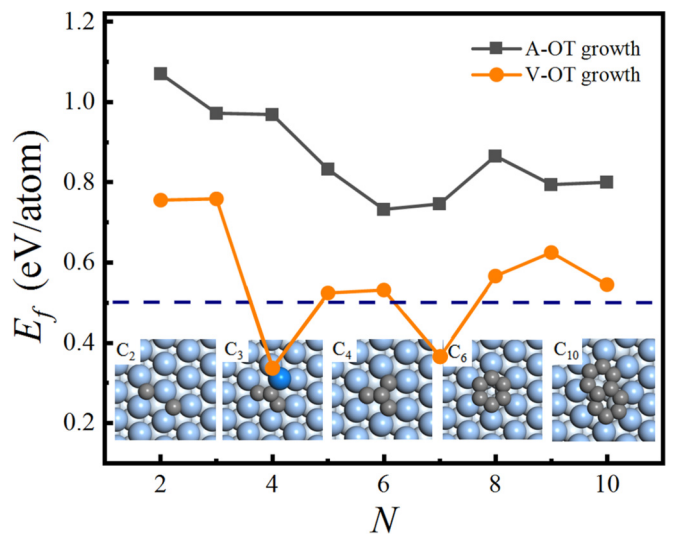 1.2
1.0
0.8
0.6
0.4
0.2
E_f (eV/atom)
A-OT growth
V-OT growth
C₂
C₃
C₄
C₆
C₁₀
2
4
6
8
10
N